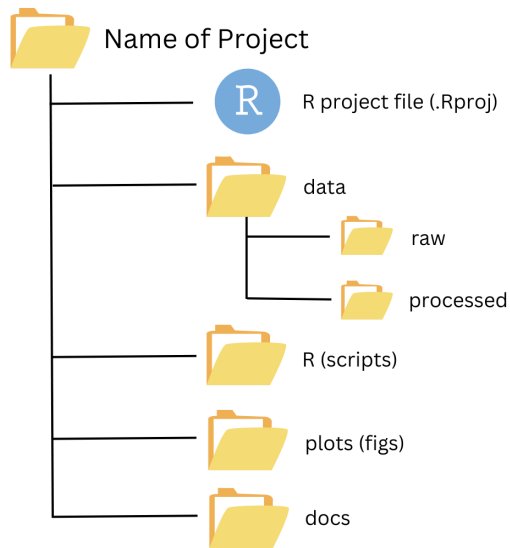 Name of Project
R
R project file (.Rproj)
data
raw
processed
R (scripts)
plots (figs)
docs